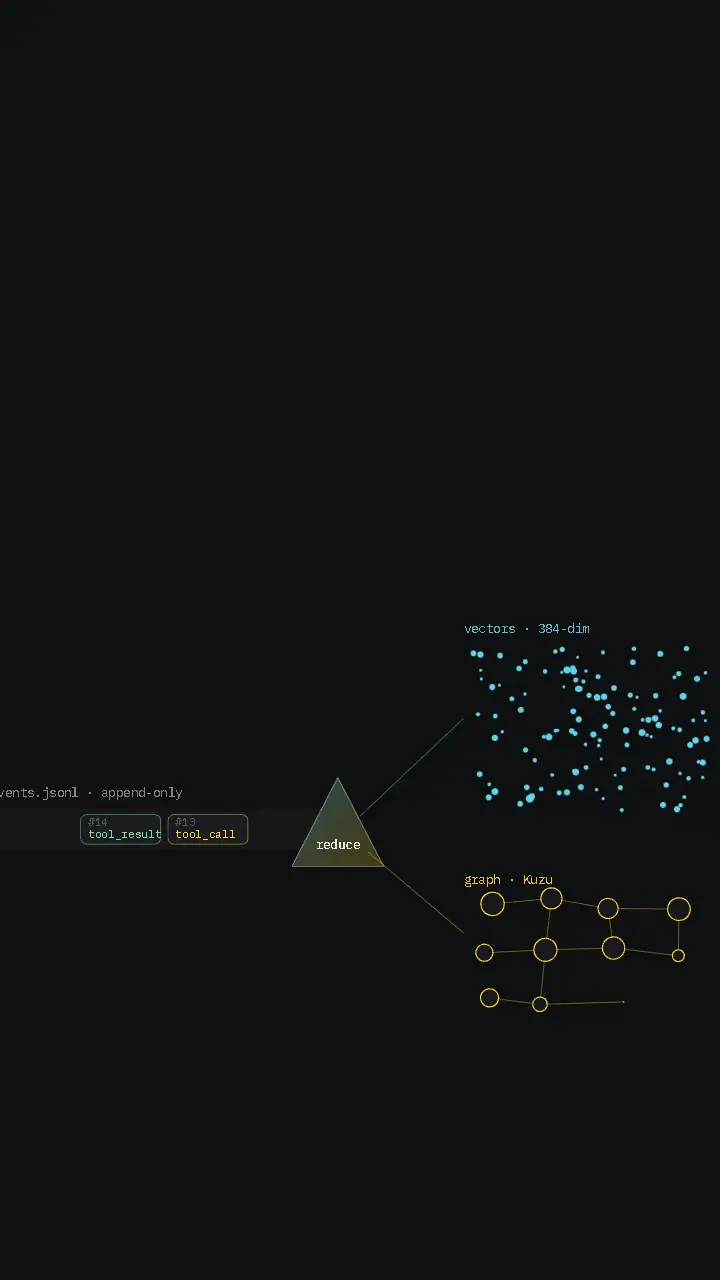 vectors · 384-dim
vents.jsonl · append-only
#14
tool_result
#13
tool_call
reduce
graph · Kuzu